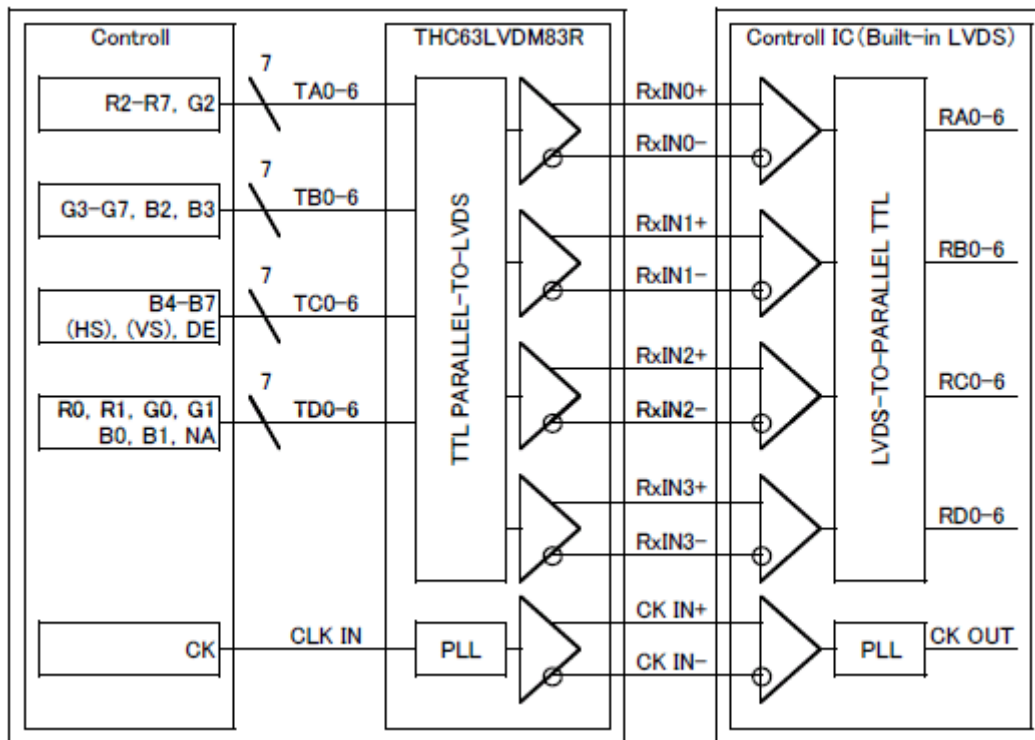 Controll
THC63LVDM83R
Controll IC(Built-in LVDS)
R2-R7, G2
7
TA0-6
RxIN0+
RxIN0-
RA0-6
G3-G7, B2, B3
7
TB0-6
RxIN1+
RxIN1-
RB0-6
B4-B7
(HS), (VS), DE
7
TC0-6
RxIN2+
RxIN2-
RC0-6
R0, R1, G0, G1
B0, B1, NA
7
TD0-6
RxIN3+
RxIN3-
RD0-6
TTL PARALLEL-TO-LVDS
LVDS-TO-PARALLEL TTL
CK
CLK IN
PLL
CK IN+
CK IN-
PLL
CK OUT